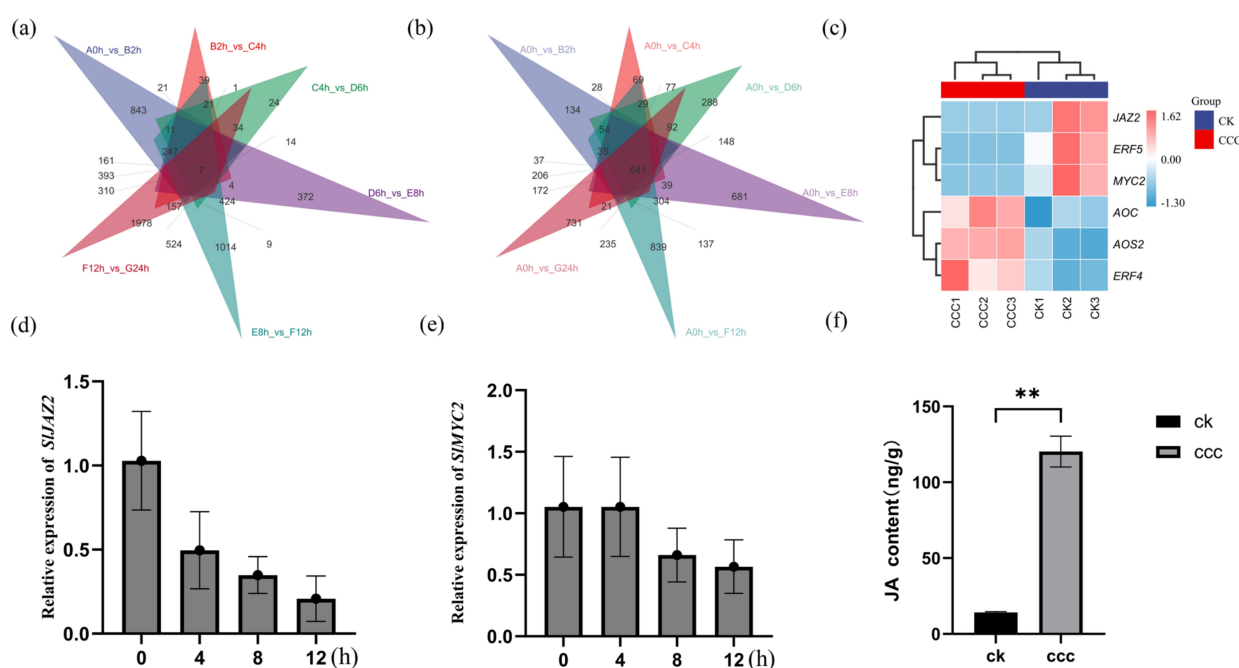 (a)
A0h_vs_B2h
B2h_vs_C4h
C4h_vs_D6h
D6h_vs_E8h
E8h_vs_F12h
F12h_vs_G24h
21
39
1
843
21
24
11
34
14
247
161
7
393
4
310
424
372
157
1978
524
1014
9
(b)
A0h_vs_B2h
A0h_vs_C4h
A0h_vs_D6h
A0h_vs_E8h
A0h_vs_F12h
A0h_vs_G24h
28
69
77
134
29
288
54
92
148
35
37
641
206
39
172
304
681
21
731
235
839
137
(c)
JAZ2
ERF5
MYC2
AOC
AOS2
ERF4
CCC1
CCC2
CCC3
CK1
CK2
CK3
1.62
0.00
-1.30
Group
CK
CCC
(d)
Relative expression of SlJAZ2
1.5
1.0
0.5
0.0
0 4 8 12 (h)
(e)
Relative expression of SlMYC2
2.0
1.5
1.0
0.5
0.0
0 4 8 12 (h)
(f)
JA content(ng/g)
150
100
50
0
**
ck ccc
ck
ccc